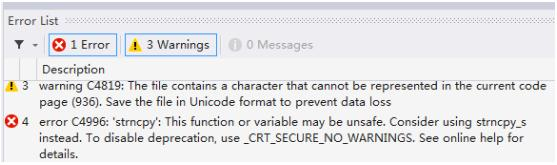 Error List
1 Error 3 Warnings 0 Messages
Description
3 warning C4819: The file contains a character that cannot be represented in the current code
page (936). Save the file in Unicode format to prevent data loss
4 error C4996: 'strncpy': This function or variable may be unsafe. Consider using strncpy_s
instead. To disable deprecation, use _CRT_SECURE_NO_WARNINGS. See online help for
details.